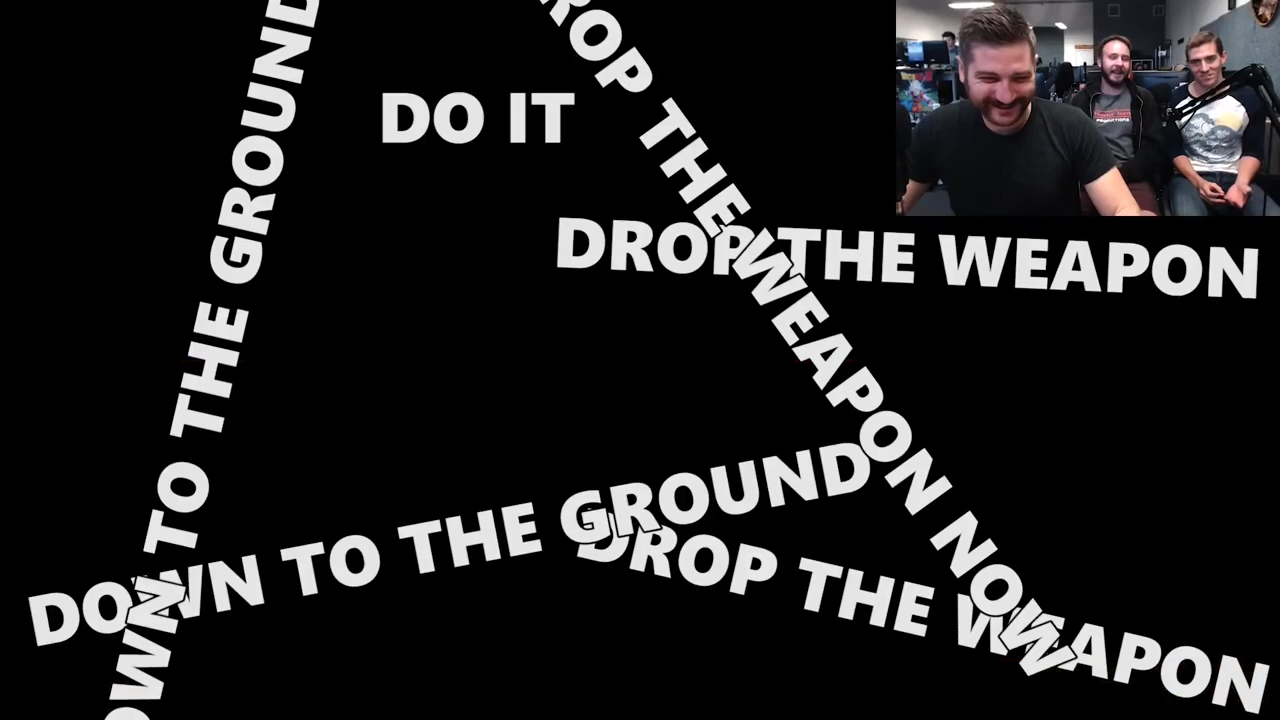 DOWN TO THE GROUND
DROP THE WEAPON NOW
DO IT
DROP THE WEAPON
DOWN TO THE GROUND
DROP THE WEAPON